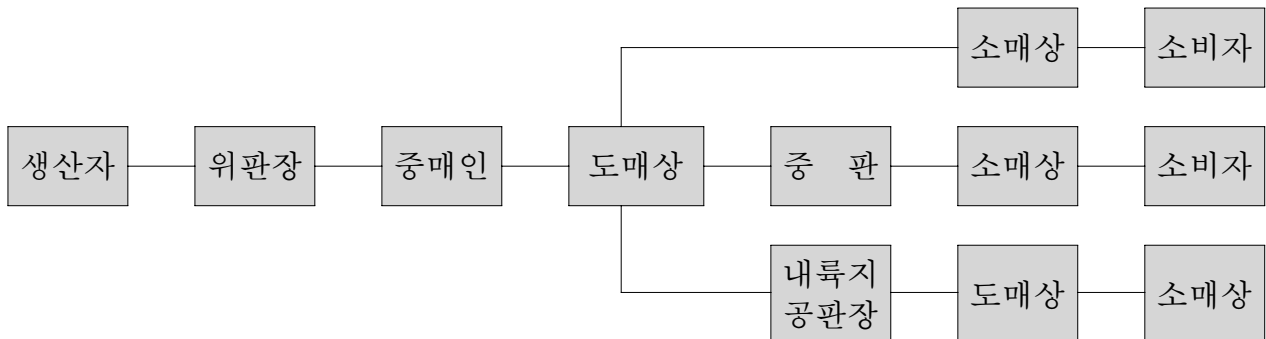 소매상 소비자
생산자 위판장 중매인 도매상 중 판 소매상 소비자
내륙지
공판장 도매상 소매상